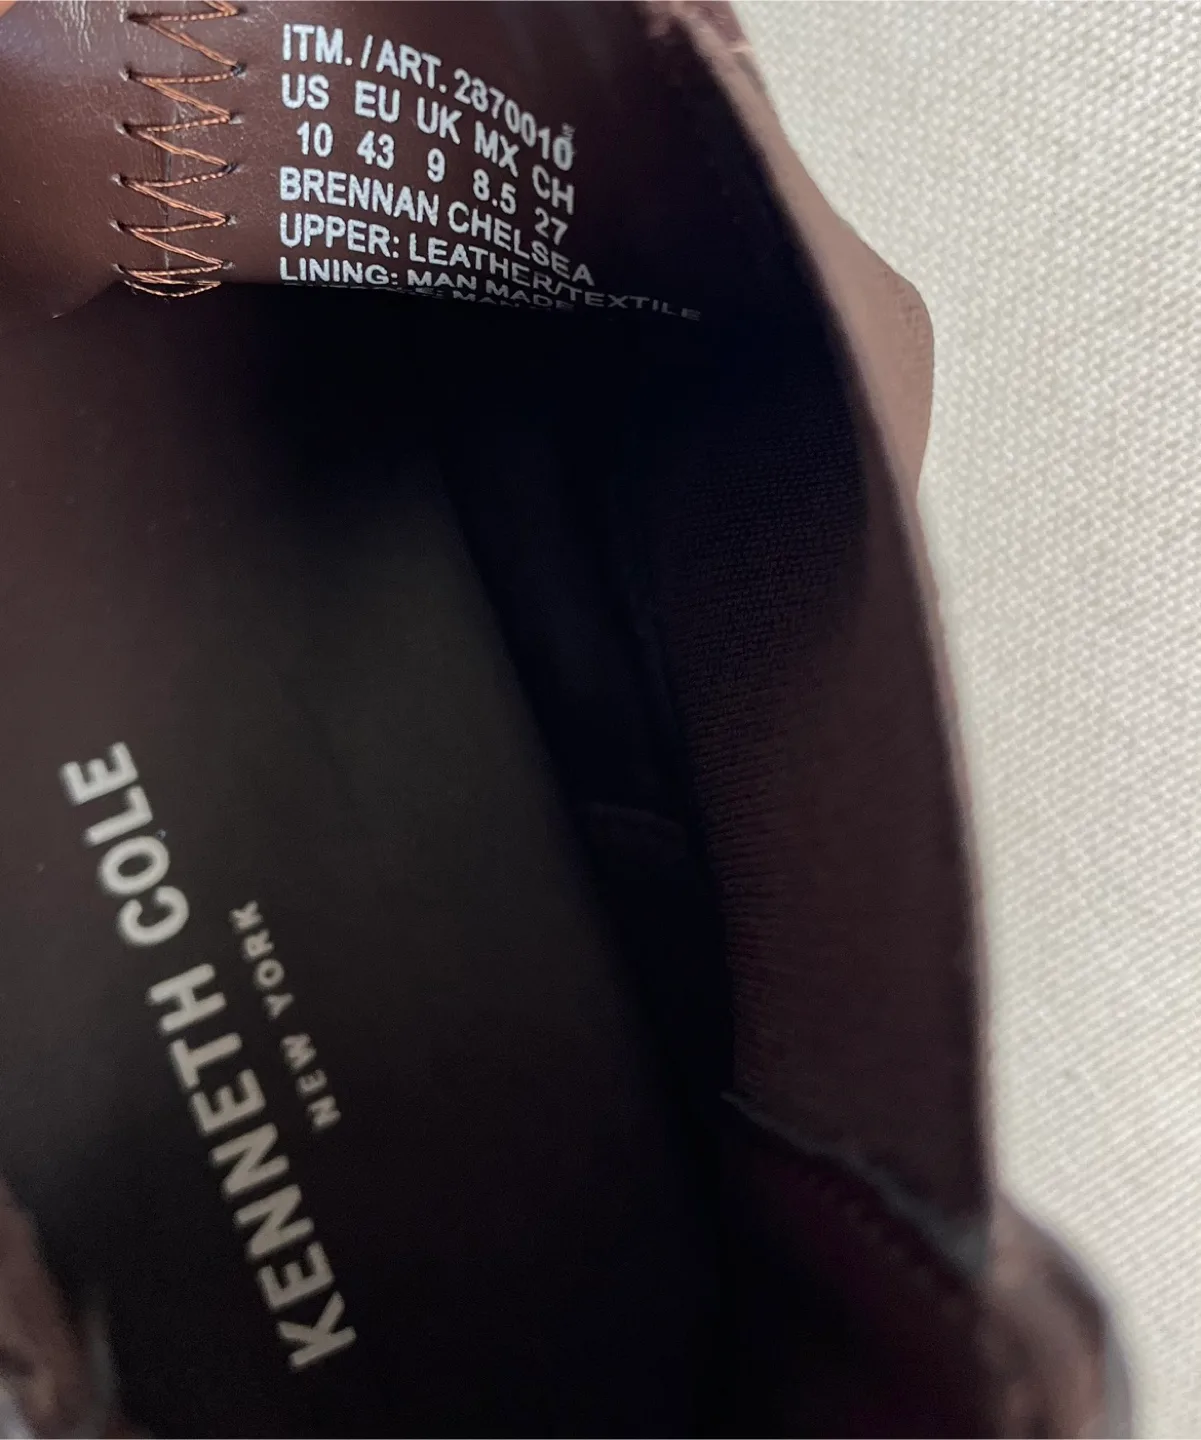 ITM. / ART. 2870010
US EU UK MX CH
10 43 9 8.5 27
BRENNAN CHELSEA
UPPER: LEATHER/TEXTILE
LINING: MAN MADE
KENNETH COLE
NEW YORK